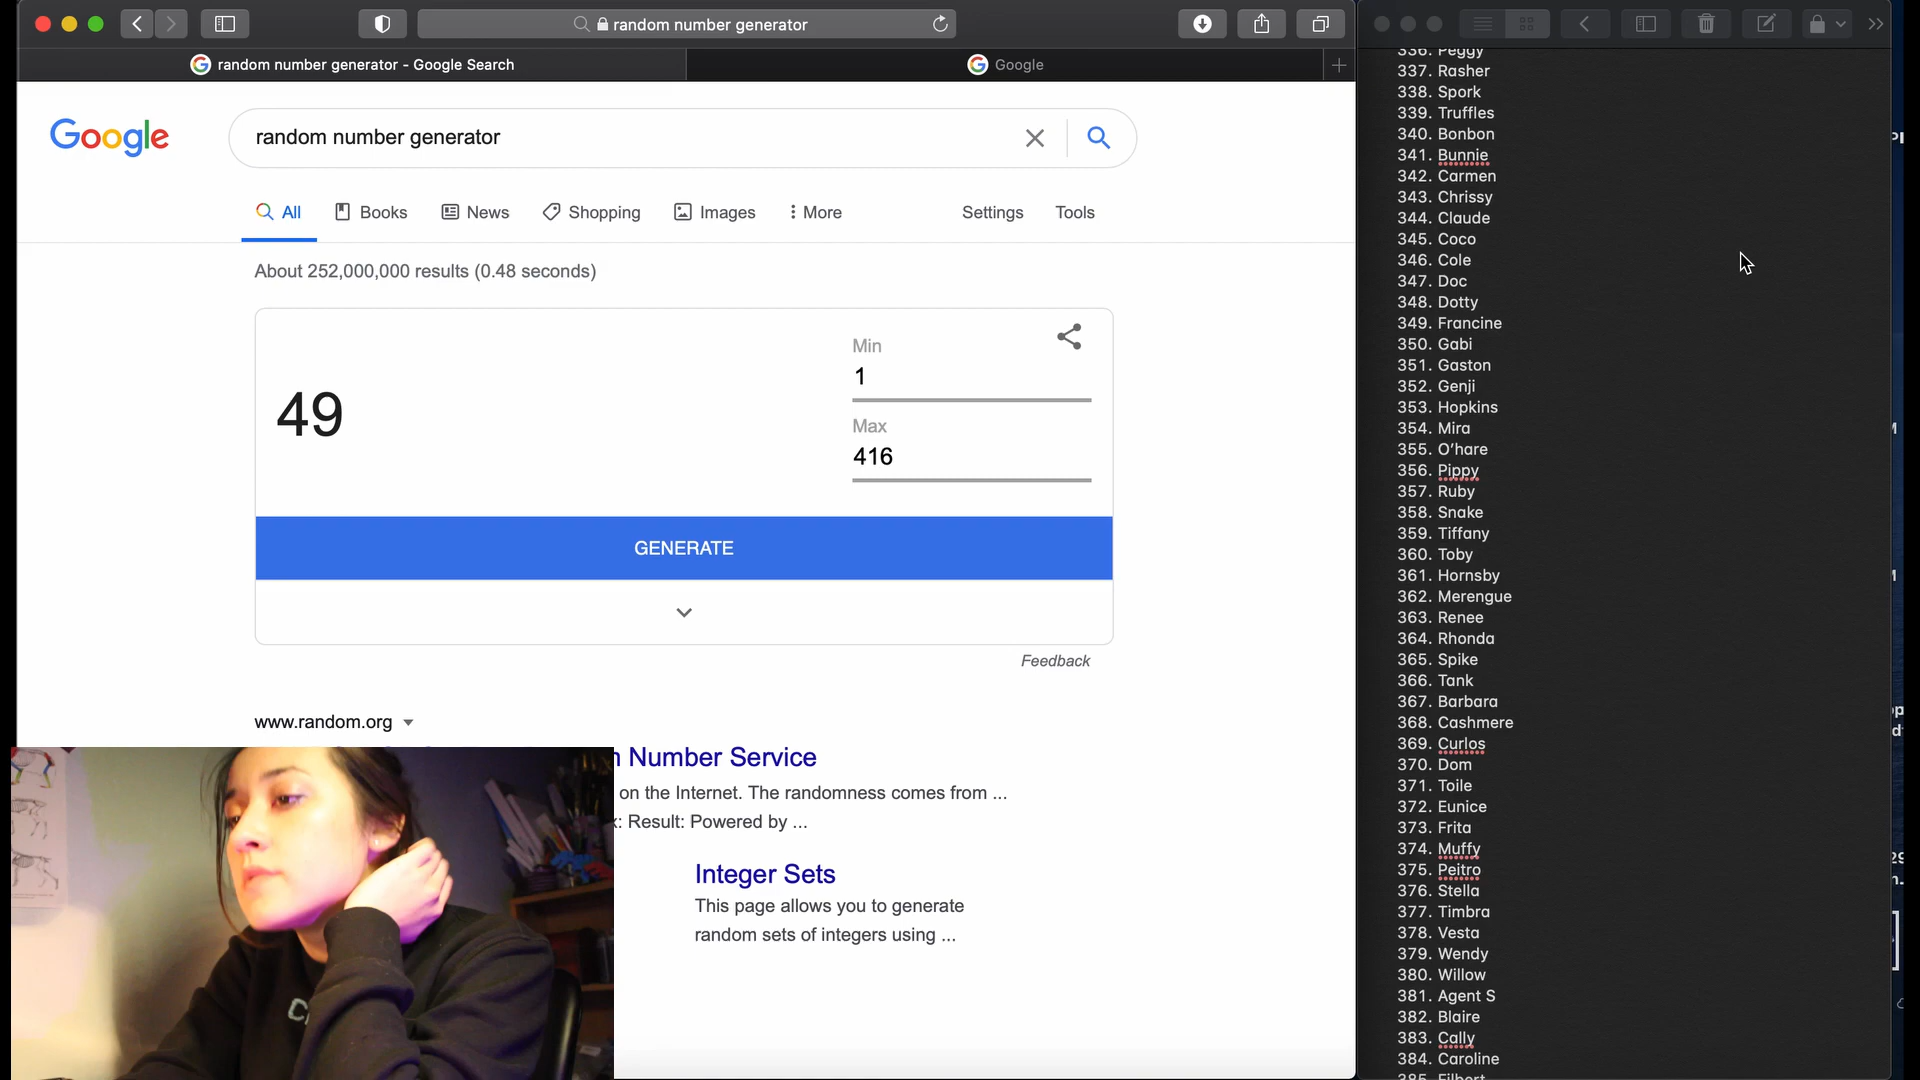 random number generator
random number generator - Google Search
Google
Google
random number generator
All
Books
News
Shopping
Images
More
Settings
Tools
About 252,000,000 results (0.48 seconds)
49
Min
1
Max
416
GENERATE
Feedback
www.random.org
Number Service
on the Internet. The randomness comes from ...
: Result: Powered by ...
Integer Sets
This page allows you to generate
random sets of integers using ...
336. Peggy
337. Rasher
338. Spork
339. Truffles
340. Bonbon
341. Bunnie
342. Carmen
343. Chrissy
344. Claude
345. Coco
346. Cole
347. Doc
348. Dotty
349. Francine
350. Gabi
351. Gaston
352. Genji
353. Hopkins
354. Mira
355. O'hare
356. Pippy
357. Ruby
358. Snake
359. Tiffany
360. Toby
361. Hornsby
362. Merengue
363. Renee
364. Rhonda
365. Spike
366. Tank
367. Barbara
368. Cashmere
369. Curlos
370. Dom
371. Toile
372. Eunice
373. Frita
374. Muffy
375. Peitro
376. Stella
377. Timbra
378. Vesta
379. Wendy
380. Willow
381. Agent S
382. Blaire
383. Cally
384. Caroline
385. Filbert